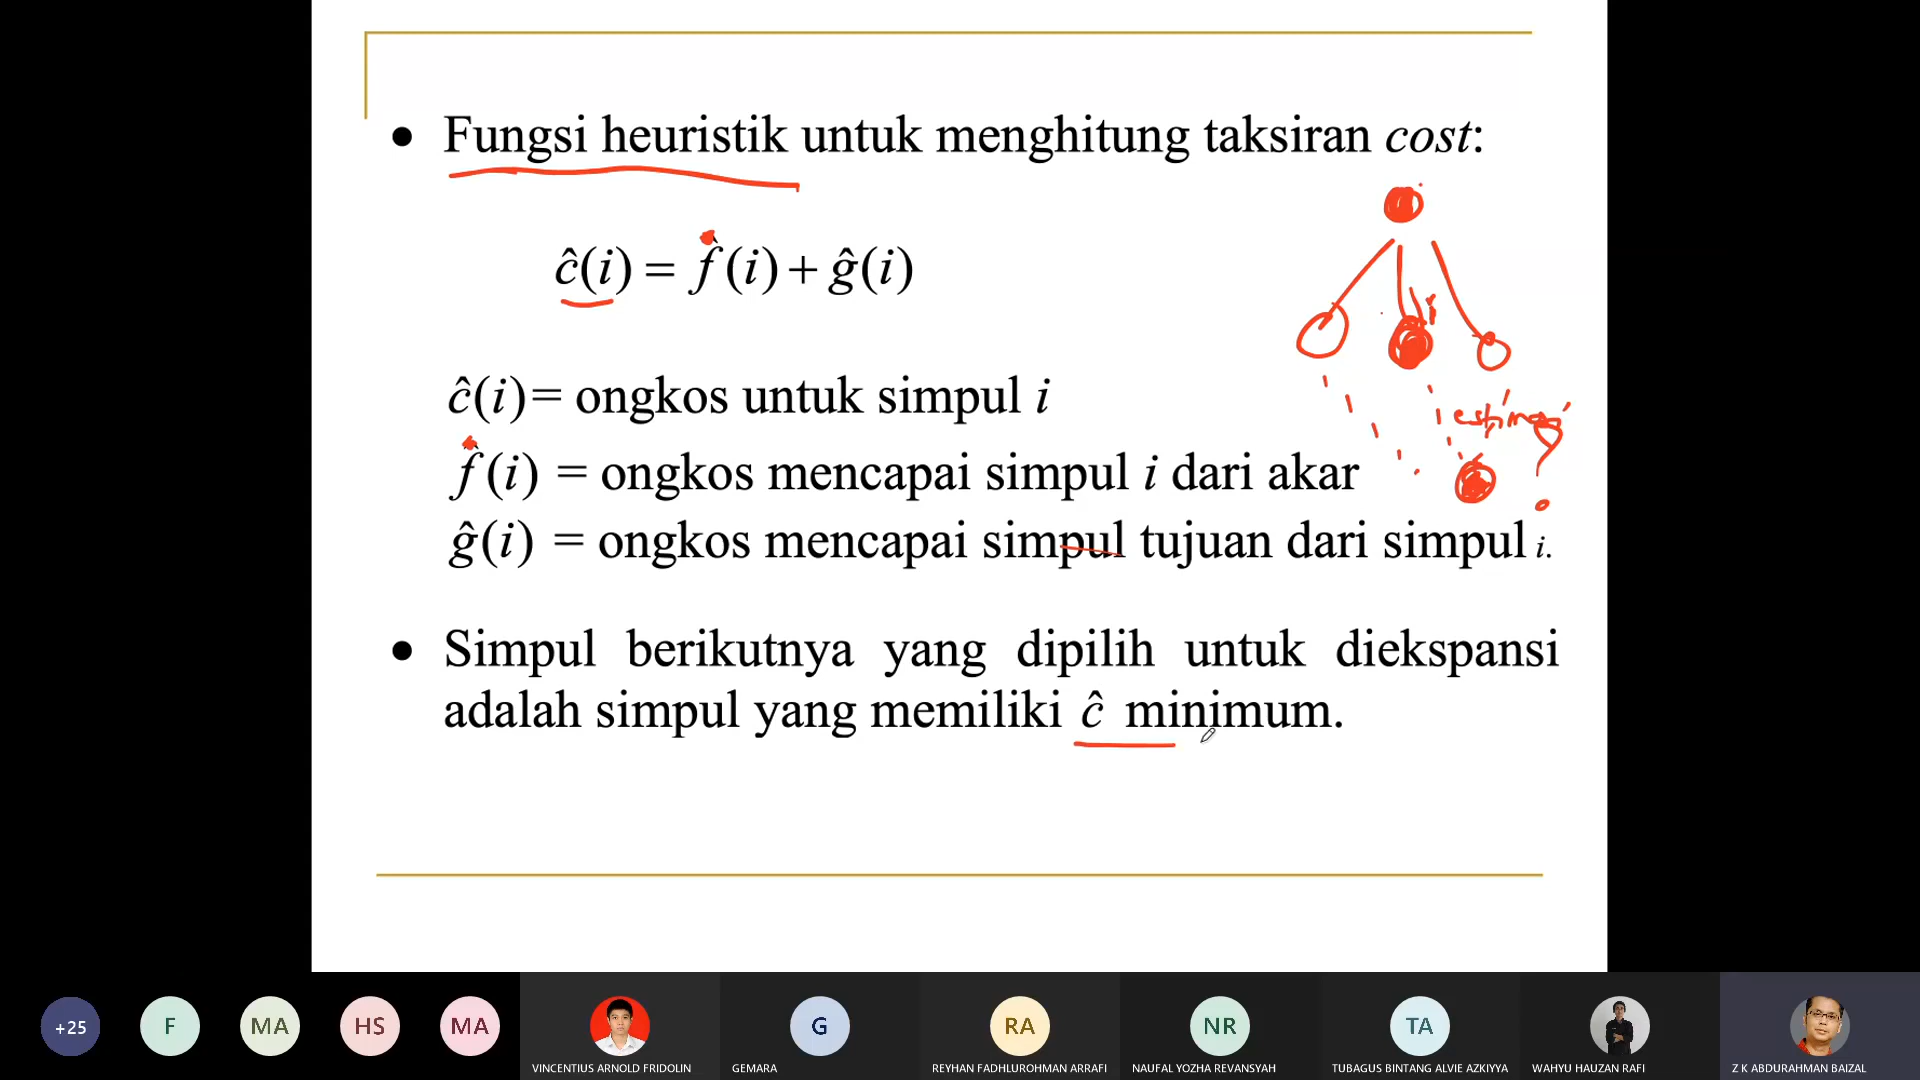 • Fungsi heuristik untuk menghitung taksiran cost:
ĉ(i) = f̂(i) + ĝ(i)
ĉ(i) = ongkos untuk simpul i
f̂(i) = ongkos mencapai simpul i dari akar
ĝ(i) = ongkos mencapai simpul tujuan dari simpul i.
• Simpul berikutnya yang dipilih untuk diekspansi
adalah simpul yang memiliki ĉ minimum.
i
?
+25
F
MA
HS
MA
G
RA
NR
TA
VINCENTIUS ARNOLD FRIDOLIN
GEMARA
REYHAN FADHLUROHMAN ARRAFI
NAUFAL YOZHA REVANSYAH
TUBAGUS BINTANG ALVIE AZKIYYA
WAHYU HAUZAN RAFI
Z K ABDURAHMAN BAIZAL